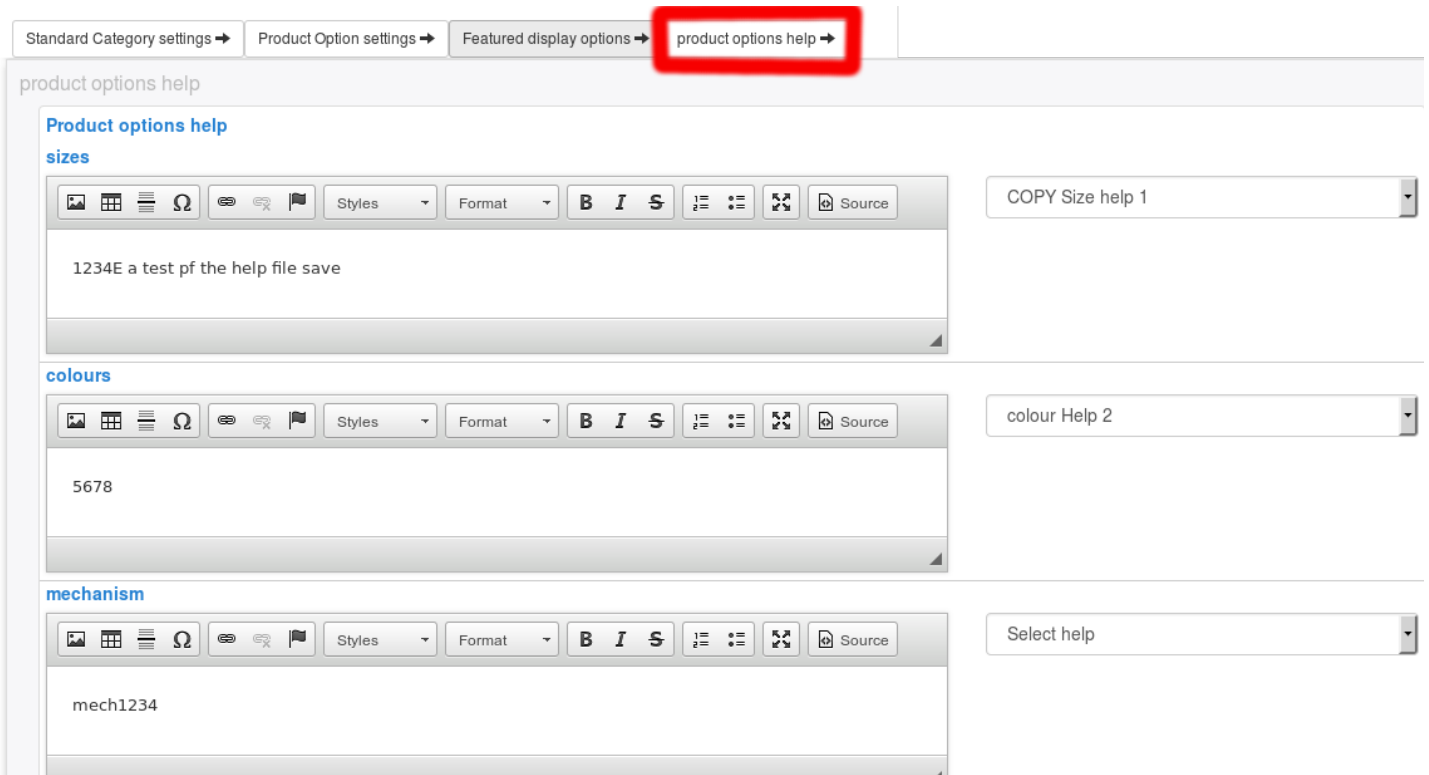 Standard Category settings Product Option settings Featured display options product options help
product options help
Product options help
sizes
Ω Styles Format B I S Source
COPY Size help 1
1234E a test pf the help file save
colours
Ω Styles Format B I S Source
colour Help 2
5678
mechanism
Ω Styles Format B I S Source
Select help
mech1234